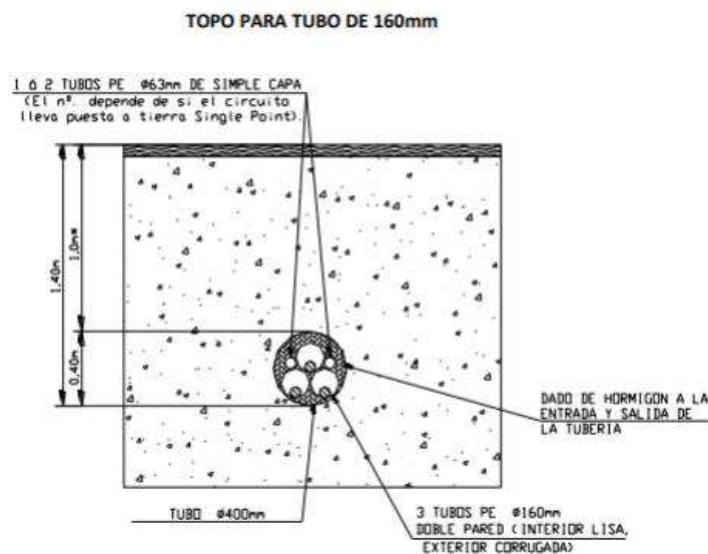 TOPO PARA TUBO DE 160mm
1 ó 2 TUBOS PE ø63mm DE SIMPLE CAPA
(El nº. depende de si el circuito
lleva puesta a tierra Single Point).
1,40m
1,0m*
0,40m
DADO DE HORMIGON A LA
ENTRADA Y SALIDA DE
LA TUBERIA
TUBO ø400mm
3 TUBOS PE ø160mm
DOBLE PARED (INTERIOR LISA,
EXTERIOR CORRUGADA)